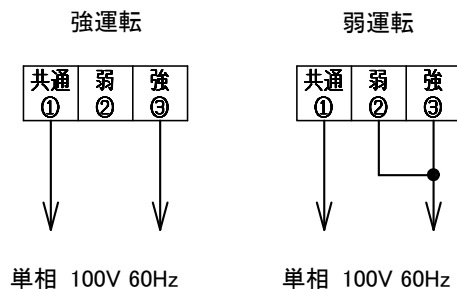 強運転
弱運転
共通 弱 強
① ② ③
共通 弱 強
① ② ③
単相 100V 60Hz
単相 100V 60Hz